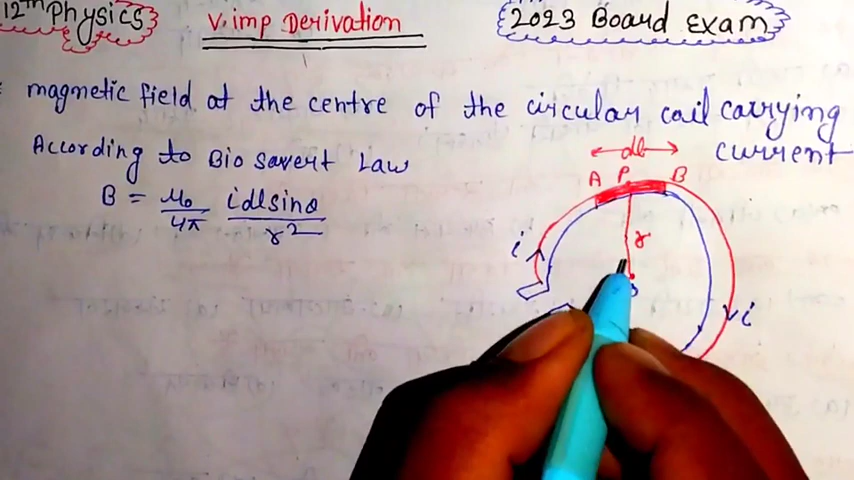 12th Physics
V. imp Derivation
2023 Board Exam
magnetic field at the centre of the circular coil carrying
current
According to Bio Savert Law
B = μ0/4π idlsinθ/r2
dl
A P B
r
i
i